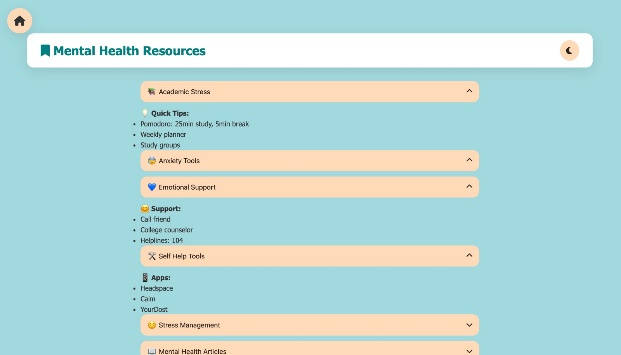 Mental Health Resources
Academic Stress
Quick Tips:
Pomodoro: 25min study, 5min break
Weekly planner
Study groups
Anxiety Tools
Emotional Support
Support:
Call friend
College counselor
Helplines: 104
Self Help Tools
Apps:
Headspace
Calm
YourDost
Stress Management
Mental Health Articles